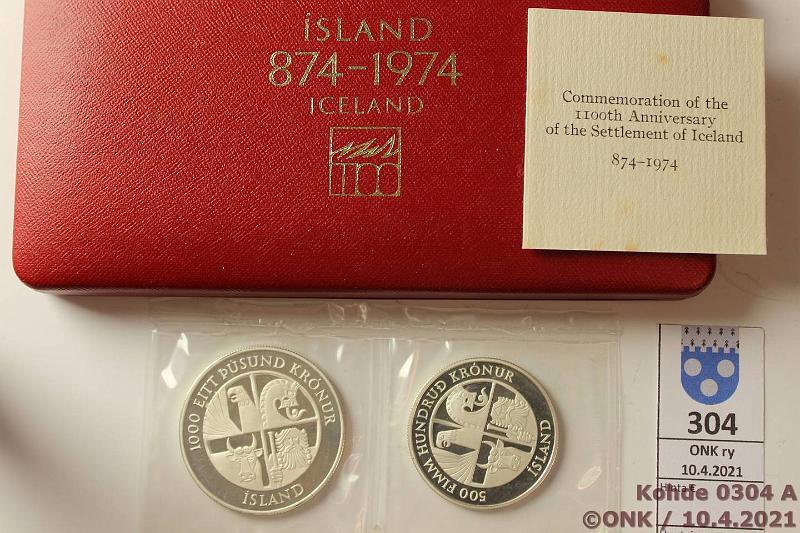 ÍSLAND
874-1974
ICELAND
1100
Commemoration of the
1100th Anniversary
of the Settlement of Iceland
874-1974
1000 EITT ÞÚSUND KRÓNUR
ÍSLAND
500 FIMM HUNDRUÐ KRÓNUR
ÍSLAND
304
ONK ry
10.4.2021
Kohde 0304 A
©ONK / 10.4.2021